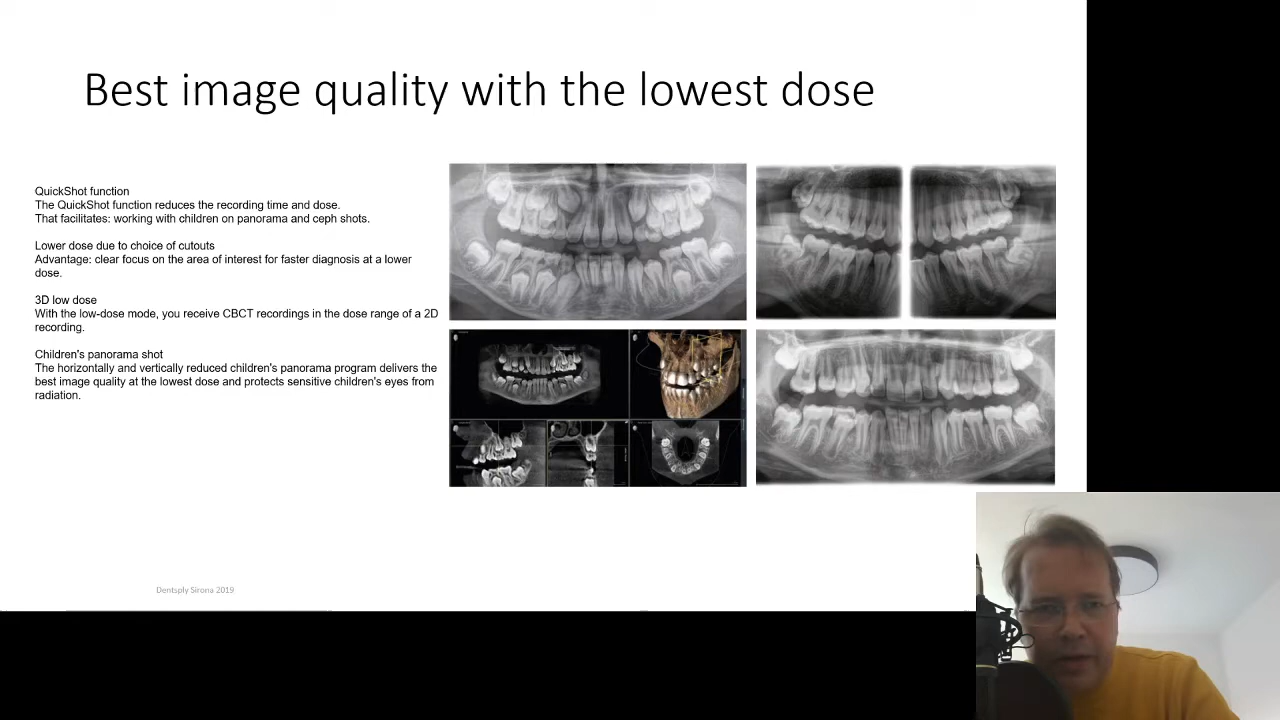 Best image quality with the lowest dose
QuickShot function
The QuickShot function reduces the recording time and dose.
That facilitates: working with children on panorama and ceph shots.
Lower dose due to choice of cutouts
Advantage: clear focus on the area of interest for faster diagnosis at a lower
dose.
3D low dose
With the low-dose mode, you receive CBCT recordings in the dose range of a 2D
recording.
Children's panorama shot
The horizontally and vertically reduced children's panorama program delivers the
best image quality at the lowest dose and protects sensitive children's eyes from
radiation.
Dentsply Sirona 2019